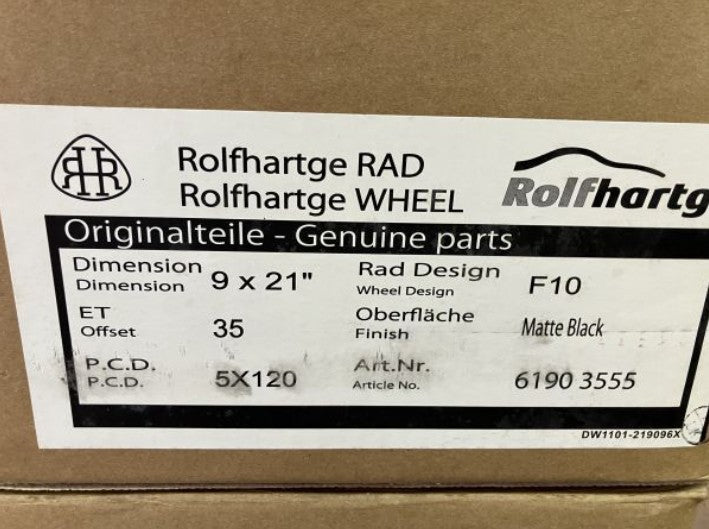 Rolfhartge RAD
Rolfhartge WHEEL
Rolfhartg
Originalteile - Genuine parts
Dimension 9 x 21" Rad Design F10
Dimension Wheel Design
ET 35 Oberfläche Matte Black
Offset Finish
P.C.D. 5X120 Art.Nr. 6190 3555
P.C.D. Article No.
DW1101-219096X